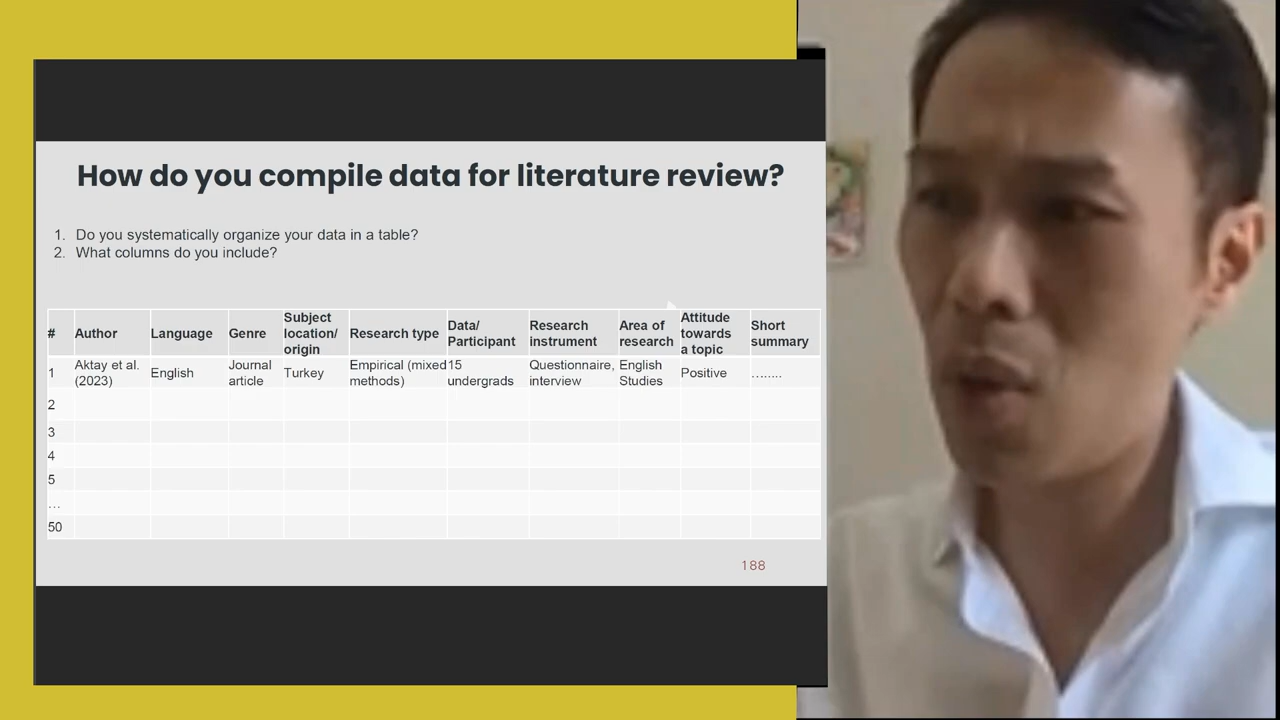 How do you compile data for literature review?
1. Do you systematically organize your data in a table?
2. What columns do you include?
# Author Language Genre Subject location/ origin Research type Data/ Participant Research instrument Area of research Attitude towards a topic Short summary
1 Aktay et al. (2023) English Journal article Turkey Empirical (mixed methods) 15 undergrads Questionnaire, interview English Studies Positive ........
2
3
4
5
...
50
188